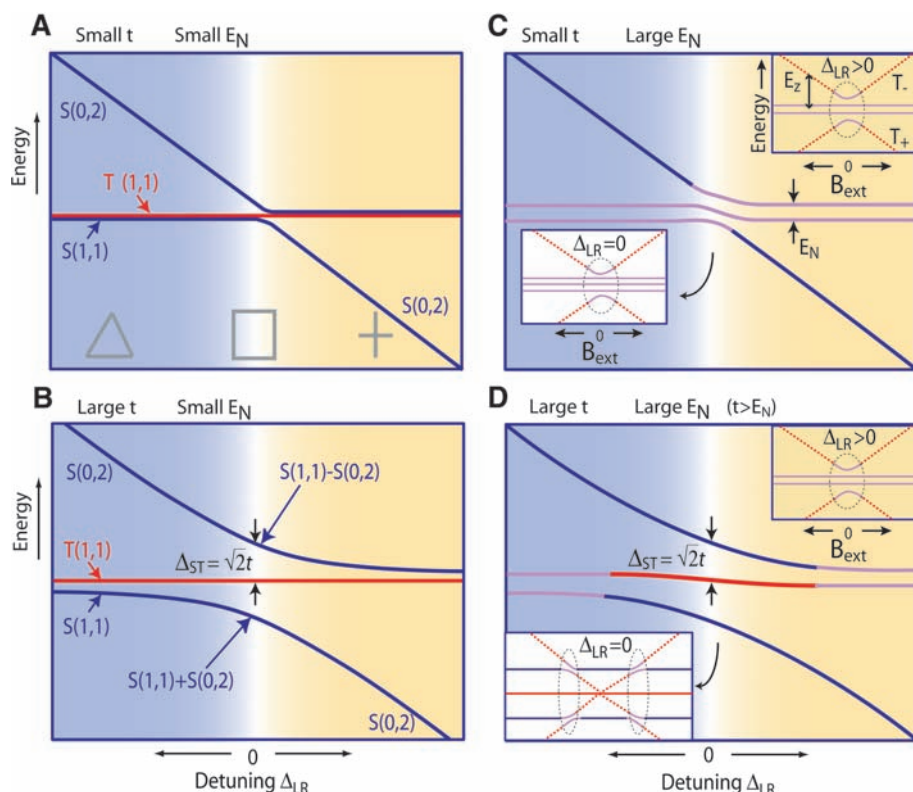 A
Small t Small E_N
S(0,2)
T (1,1)
S(1,1)
S(0,2)
Energy
B
Large t Small E_N
S(0,2)
S(1,1)-S(0,2)
T(1,1)
Δ_ST = √2t
S(1,1)
S(1,1)+S(0,2)
S(0,2)
Energy
0
Detuning Δ_LR
C
Small t Large E_N
Energy
Δ_LR>0
E_z
T_-
T_+
0
B_ext
E_N
Δ_LR=0
0
B_ext
D
Large t Large E_N (t>E_N)
Δ_LR>0
0
B_ext
Δ_ST = √2t
Δ_LR=0
0
Detuning Δ_LR